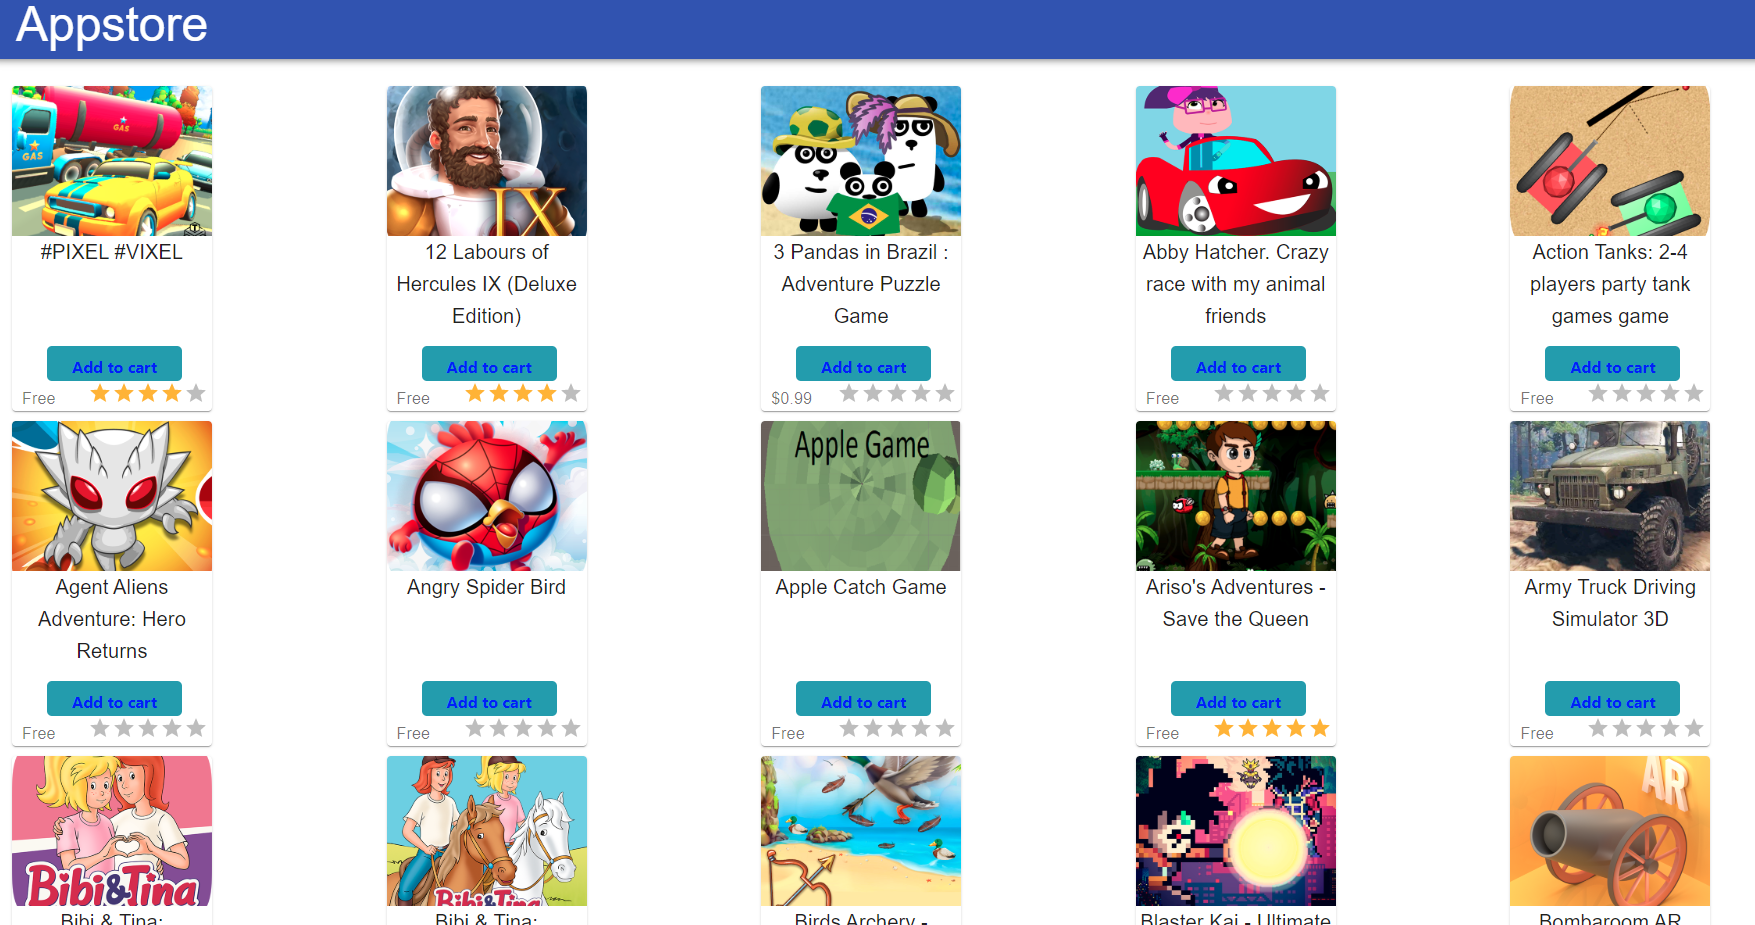 Appstore
GAS
GAS
IX
Apple Game
#PIXEL #VIXEL
12 Labours of
Hercules IX (Deluxe
Edition)
3 Pandas in Brazil :
Adventure Puzzle
Game
Abby Hatcher. Crazy
race with my animal
friends
Action Tanks: 2-4
players party tank
games game
Add to cart
Add to cart
Add to cart
Add to cart
Add to cart
Free
Free
$0.99
Free
Free
Agent Aliens
Adventure: Hero
Returns
Angry Spider Bird
Apple Catch Game
Ariso's Adventures -
Save the Queen
Army Truck Driving
Simulator 3D
Add to cart
Add to cart
Add to cart
Add to cart
Add to cart
Free
Free
Free
Free
Free
Bibi&Tina
Bibi&Tina
AR
Bibi & Tina:
Bibi & Tina:
Birds Archery -
Blaster Kai - Ultimate
Bombaroom AR